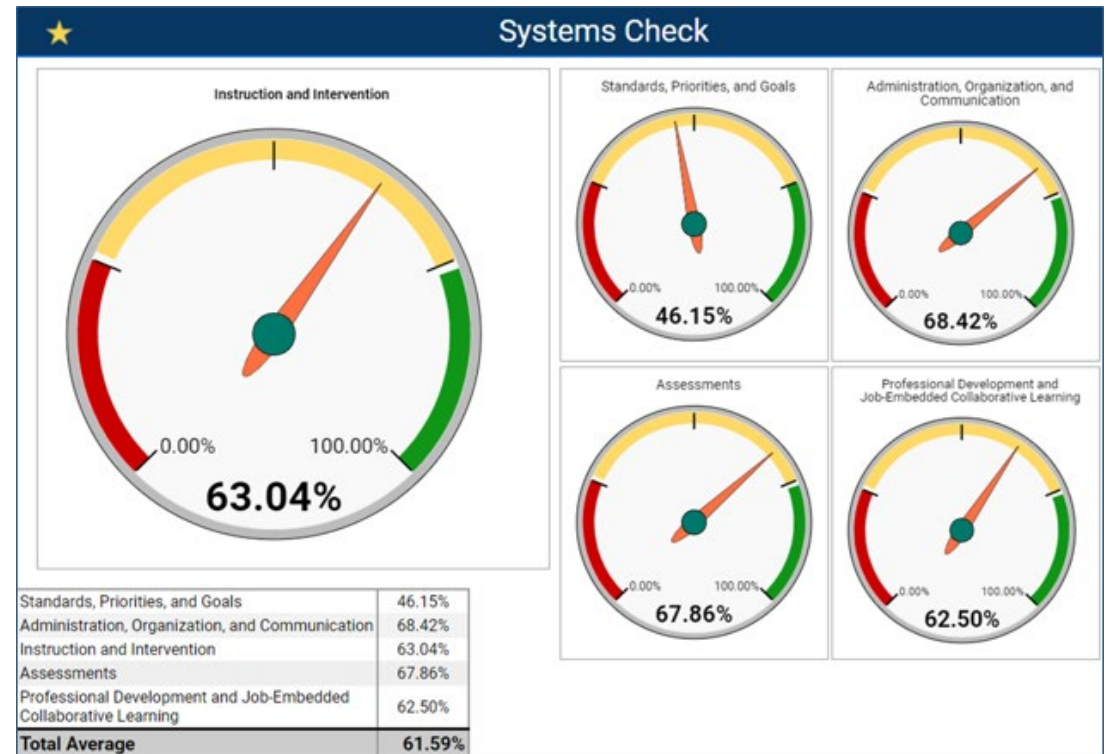 Systems Check
Instruction and Intervention
0.00%
100.00%
63.04%
Standards, Priorities, and Goals
0.00%
100.00%
46.15%
Administration, Organization, and
Communication
0.00%
100.00%
68.42%
Assessments
0.00%
100.00%
67.86%
Professional Development and
Job-Embedded Collaborative Learning
0.00%
100.00%
62.50%
Standards, Priorities, and Goals 46.15%
Administration, Organization, and Communication 68.42%
Instruction and Intervention 63.04%
Assessments 67.86%
Professional Development and Job-Embedded
Collaborative Learning 62.50%
Total Average 61.59%